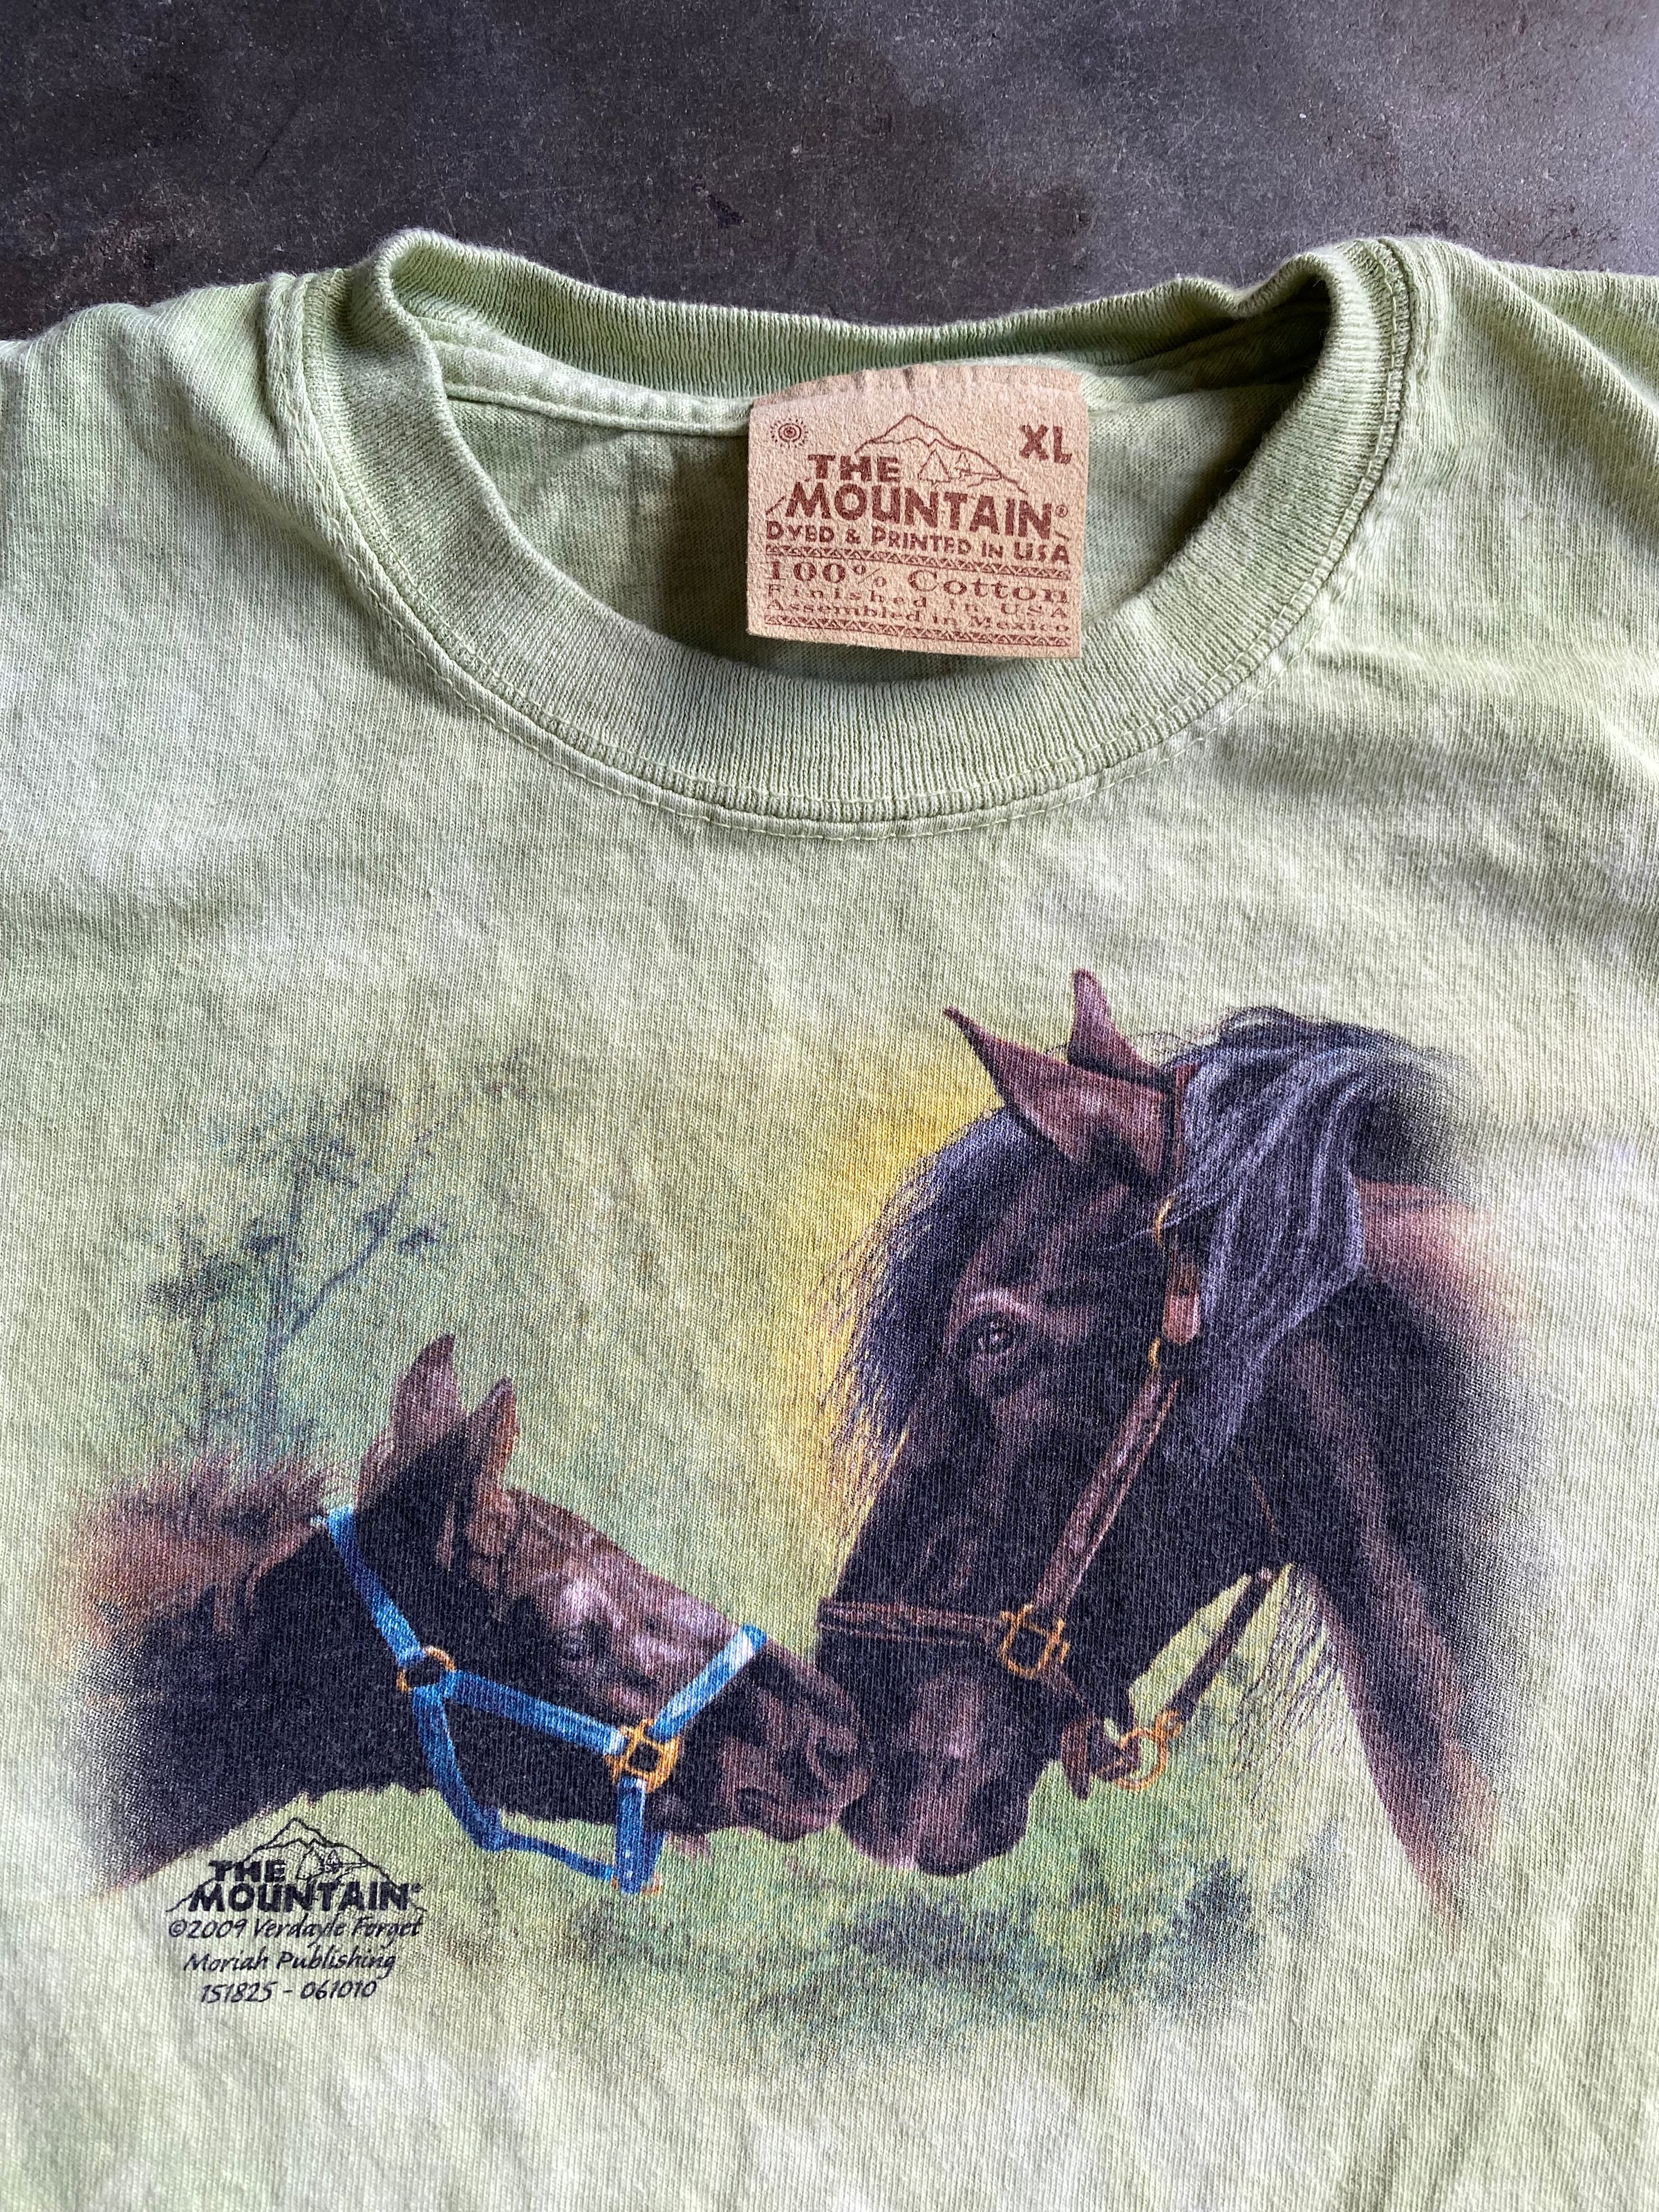 XL
THE
MOUNTAIN®
DYED & PRINTED IN USA
100% Cotton
Finished in USA
Assembled in Mexico
THE
MOUNTAIN®
©2009 Verdayle Forget
Moriah Publishing
151825 - 061010